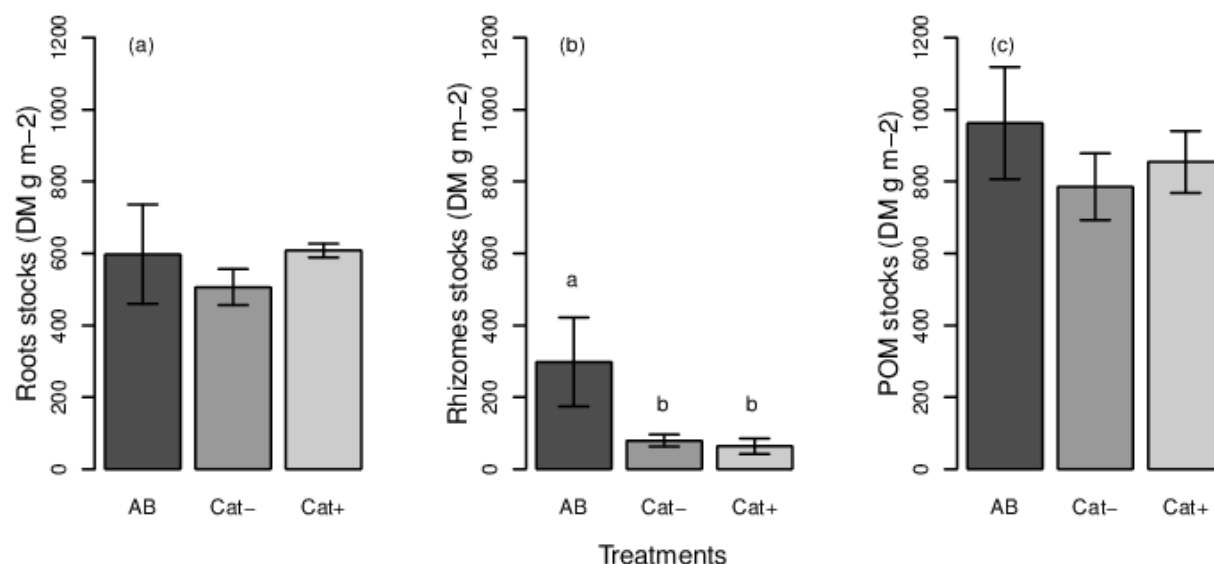 (a)
Roots stocks (DM g m−2)
0 200 400 600 800 1000 1200
AB Cat− Cat+
(b)
Rhizomes stocks (DM g m−2)
0 200 400 600 800 1000 1200
a
b
b
AB Cat− Cat+
(c)
POM stocks (DM g m−2)
0 200 400 600 800 1000 1200
AB Cat− Cat+
Treatments